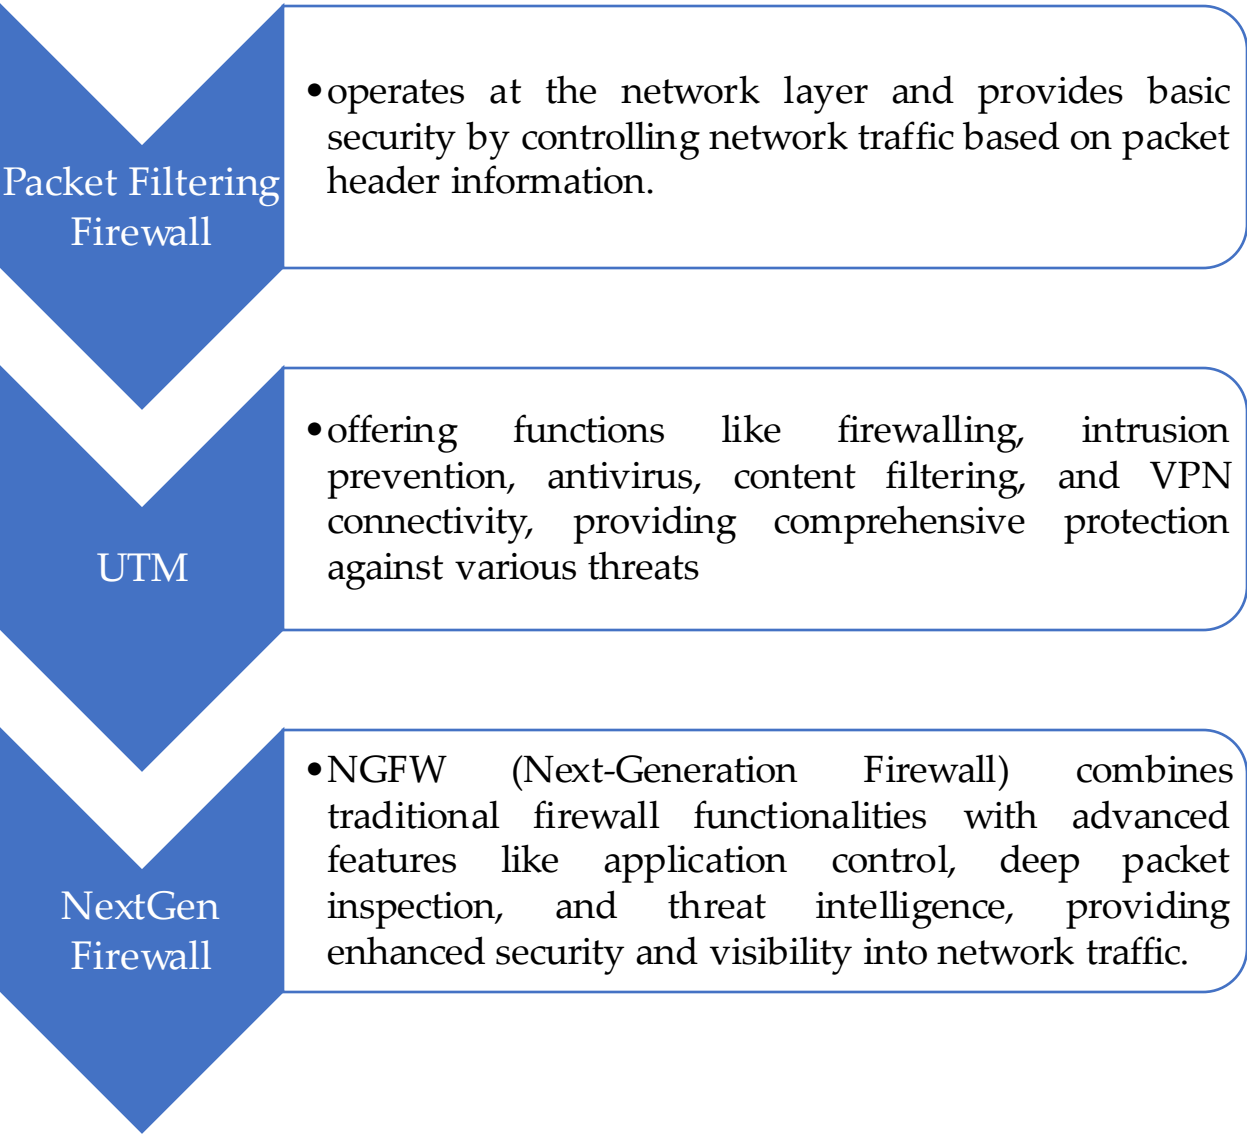 Packet Filtering
Firewall
•operates at the network layer and provides basic
security by controlling network traffic based on packet
header information.
UTM
•offering functions like firewalling, intrusion
prevention, antivirus, content filtering, and VPN
connectivity, providing comprehensive protection
against various threats
NextGen
Firewall
•NGFW (Next-Generation Firewall) combines
traditional firewall functionalities with advanced
features like application control, deep packet
inspection, and threat intelligence, providing
enhanced security and visibility into network traffic.